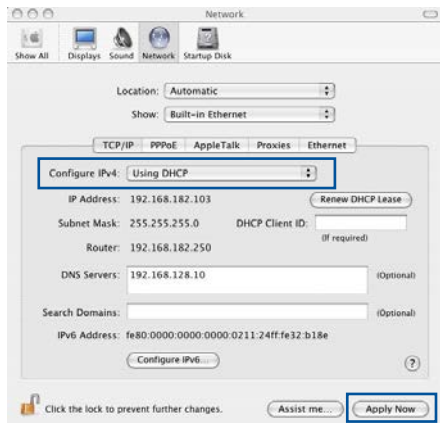 Network
Show All Displays Sound Network Startup Disk
Location: Automatic
Show: Built-in Ethernet
TCP/IP PPPoE AppleTalk Proxies Ethernet
Configure IPv4: Using DHCP
IP Address: 192.168.182.103 Renew DHCP Lease
Subnet Mask: 255.255.255.0 DHCP Client ID:
(If required)
Router: 192.168.182.250
DNS Servers: 192.168.128.10 (Optional)
Search Domains: (Optional)
IPv6 Address: fe80:0000:0000:0000:0211:24ff:fe32:b18e
Configure IPv6... ?
Click the lock to prevent further changes. Assist me... Apply Now